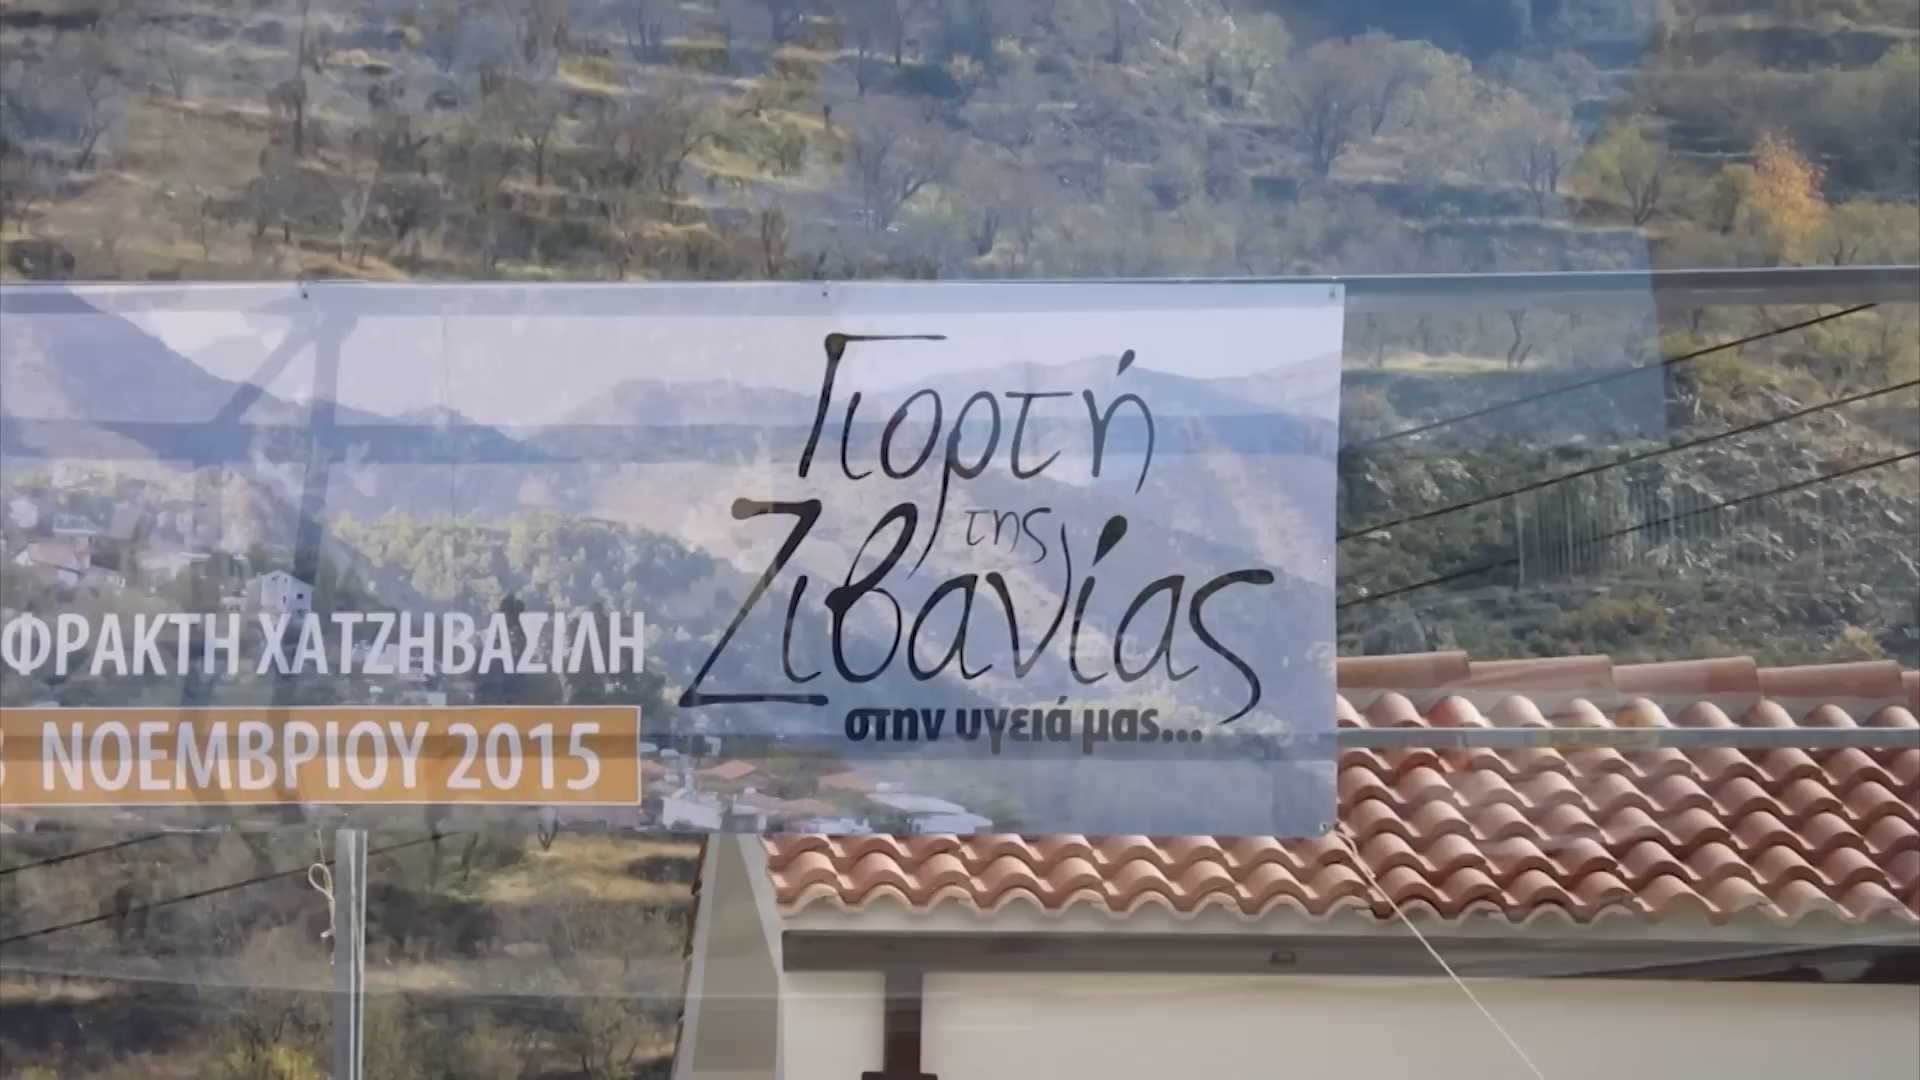 Γιορτή
της
Ζιβανίας
στην υγειά μας...
ΦΡΑΚΤΗ ΧΑΤΖΗΒΑΣΙΛΗ
ΝΟΕΜΒΡΙΟΥ 2015